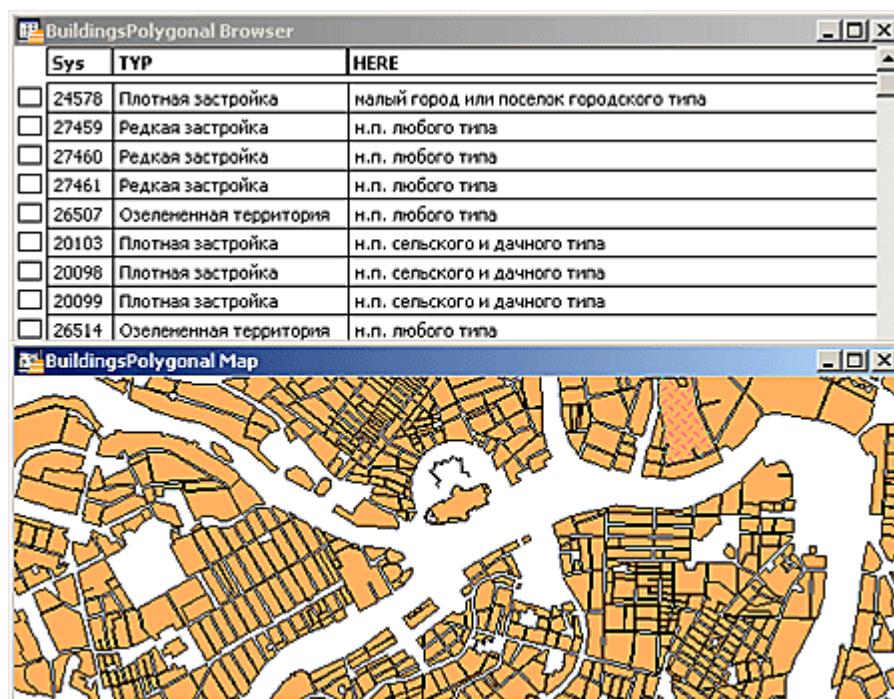 BuildingsPolygonal Browser
Sys TYP HERE
24578 Плотная застройка малый город или поселок городского типа
27459 Редкая застройка н.п. любого типа
27460 Редкая застройка н.п. любого типа
27461 Редкая застройка н.п. любого типа
26507 Озелененная территория н.п. любого типа
20103 Плотная застройка н.п. сельского и дачного типа
20098 Плотная застройка н.п. сельского и дачного типа
20099 Плотная застройка н.п. сельского и дачного типа
26514 Озелененная территория н.п. любого типа
BuildingsPolygonal Map